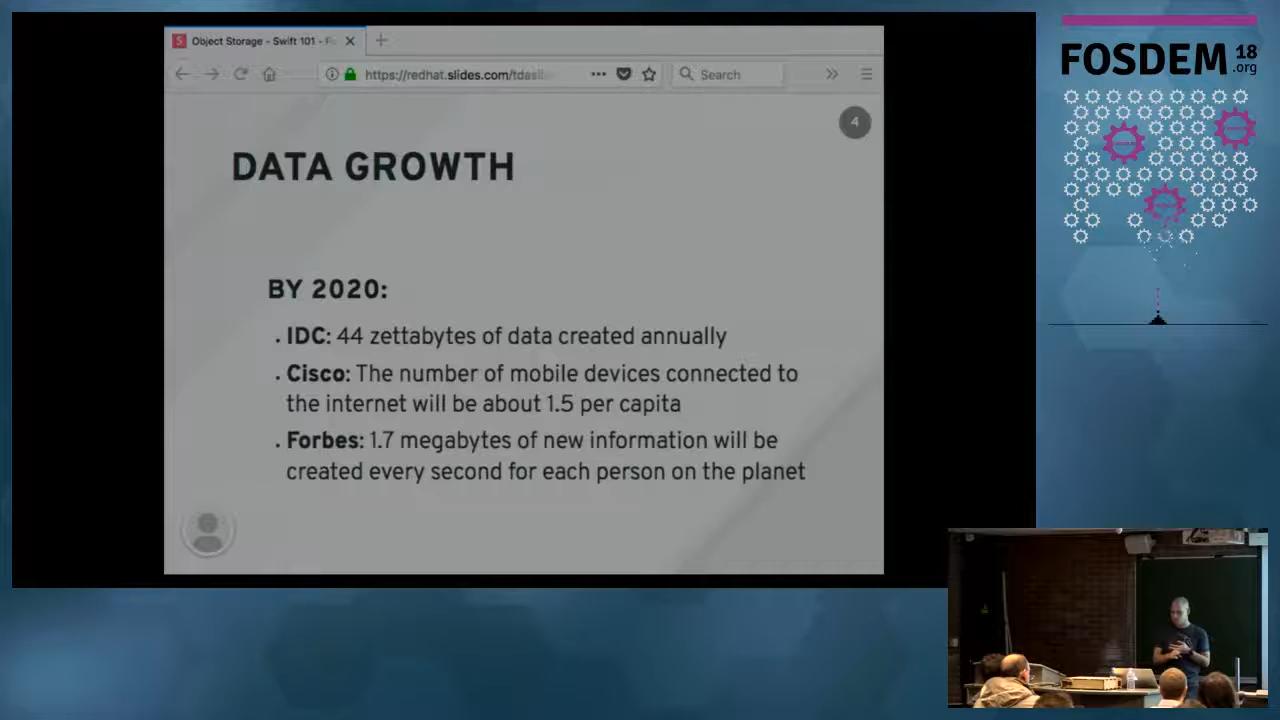 Object Storage - Swift 101 -
https://redhat.slides.com/tdasil
Search
4
DATA GROWTH
BY 2020:
. IDC: 44 zettabytes of data created annually
. Cisco: The number of mobile devices connected to
the internet will be about 1.5 per capita
. Forbes: 1.7 megabytes of new information will be
created every second for each person on the planet
FOSDEM 18
.org